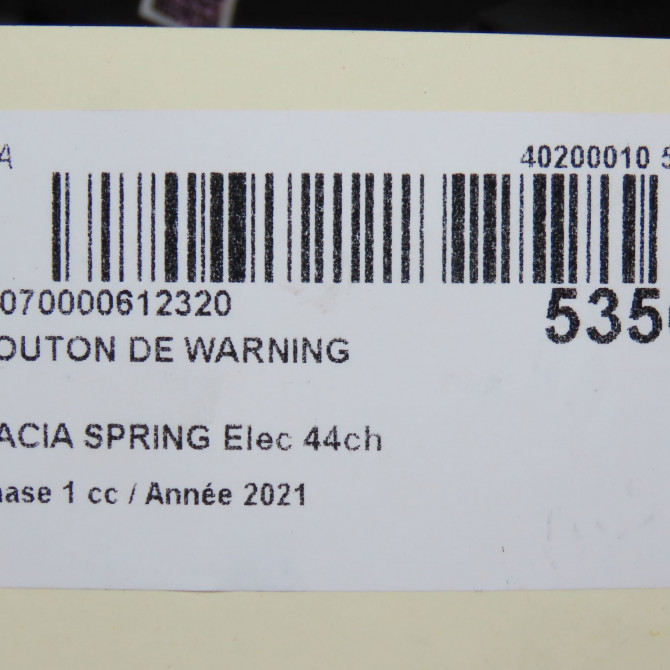 A 40200010 5
070000612320 535
OUTON DE WARNING
ACIA SPRING Elec 44ch
hase 1 cc / Année 2021